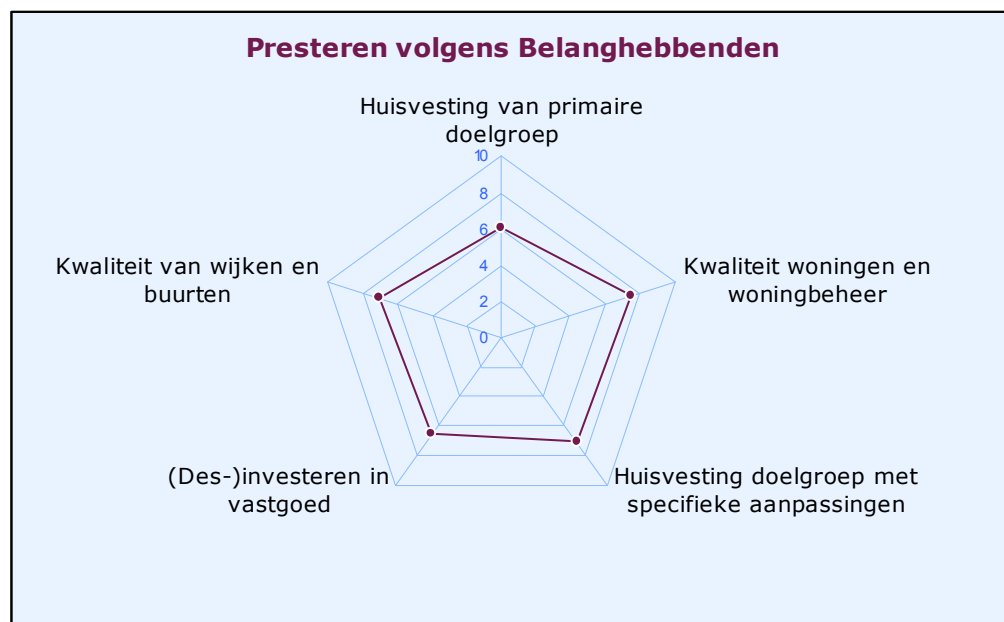 Presteren volgens Belanghebbenden
Huisvesting van primaire
doelgroep
10
8
6
4
2
0
Kwaliteit van wijken en
buurten
Kwaliteit woningen en
woningbeheer
(Des-)investeren in
vastgoed
Huisvesting doelgroep met
specifieke aanpassingen